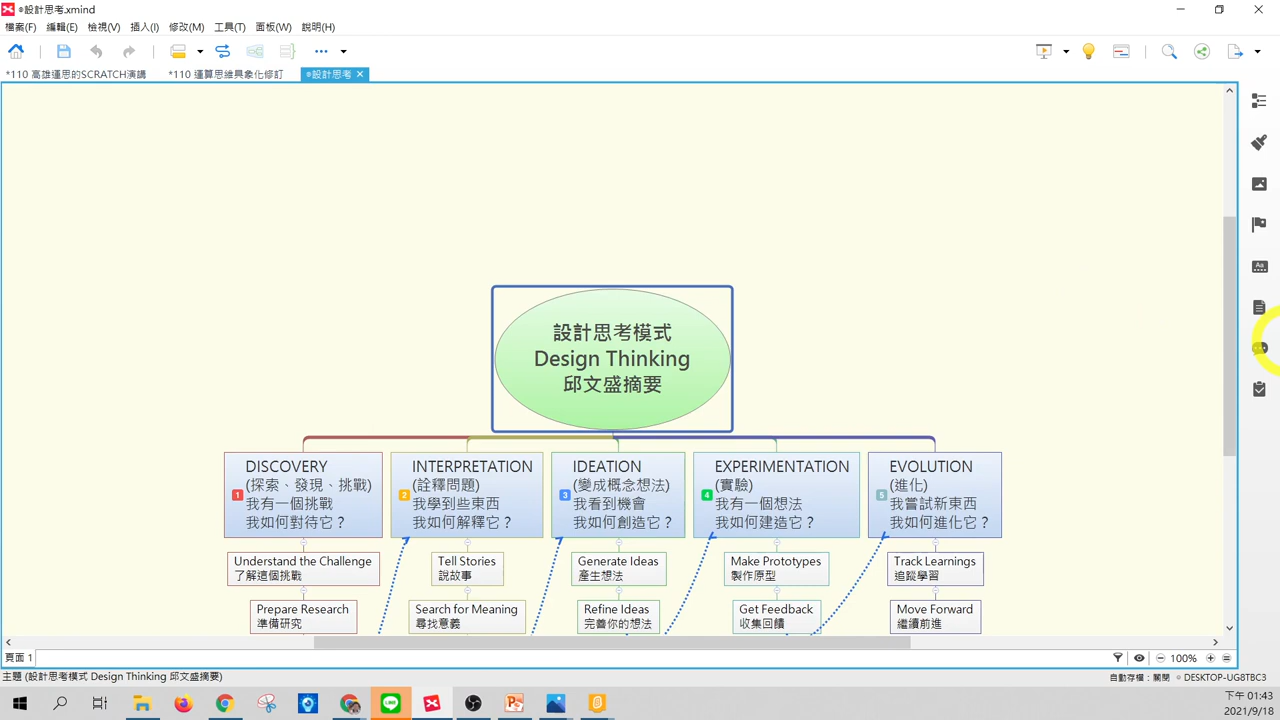 設計思考.xmind
檔案(F) 編輯(E) 檢視(V) 插入(I) 修改(M) 工具(T) 面板(W) 說明(H)
*110 高雄運思的SCRATCH演講 *110 運算思維具象化修訂 設計思考
設計思考模式
Design Thinking
邱文盛摘要
DISCOVERY
(探索、發現、挑戰)
1
我有一個挑戰
我如何對待它？
INTERPRETATION
(詮釋問題)
2
我學到些東西
我如何解釋它？
IDEATION
(變成概念想法)
3
我看到機會
我如何創造它？
EXPERIMENTATION
(實驗)
4
我有一個想法
我如何建造它？
EVOLUTION
(進化)
5
我嘗試新東西
我如何進化它？
Understand the Challenge
了解這個挑戰
Tell Stories
說故事
Generate Ideas
產生想法
Make Prototypes
製作原型
Track Learnings
追蹤學習
Prepare Research
準備研究
Search for Meaning
尋找意義
Refine Ideas
完善你的想法
Get Feedback
收集回饋
Move Forward
繼續前進
頁面 1
100%
主題 (設計思考模式 Design Thinking 邱文盛摘要)
自動存檔：關閉 DESKTOP-UG8TBC3
下午 01:43
2021/9/18